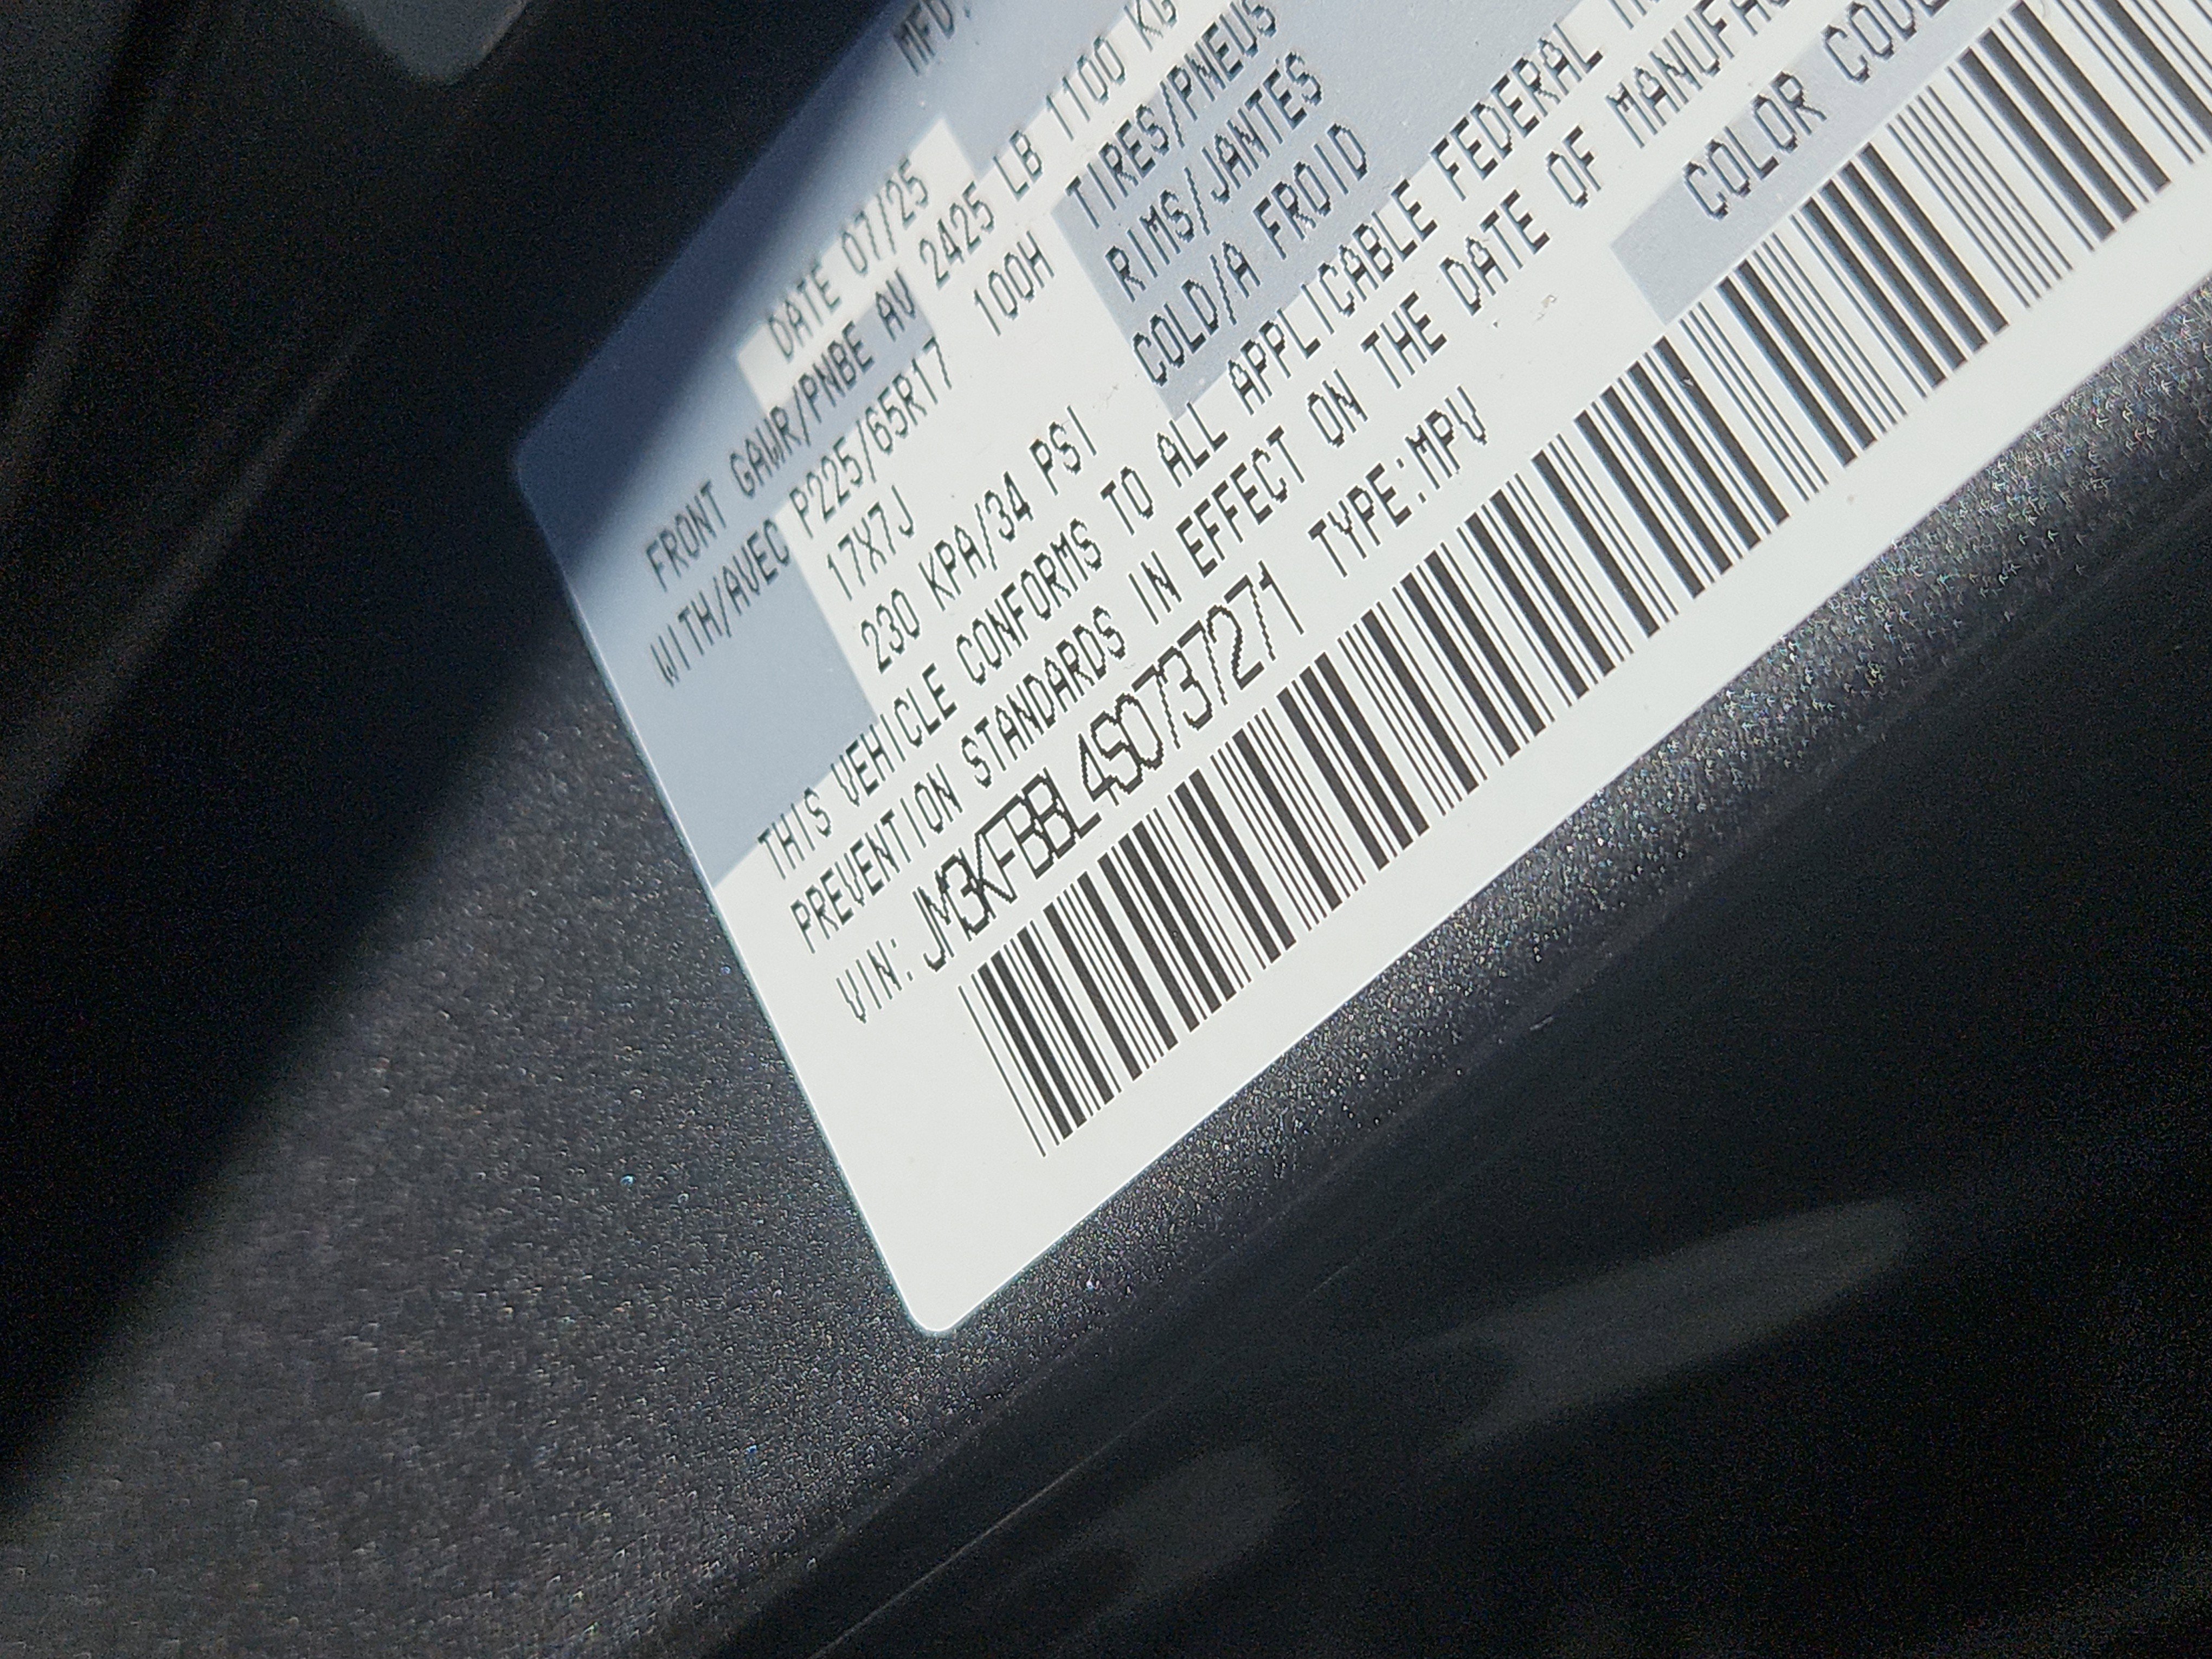 MFD.
DATE 07/25
FRONT GAWR/PNBE AV 2425 LB 1100 KG
WITH/AVEC P225/65R17 100H TIRES/PNEUS
17X7J RIMS/JANTES
230 KPA/34 PSI COLD/A FROID
THIS VEHICLE CONFORMS TO ALL APPLICABLE FEDERAL
PREVENTION STANDARDS IN EFFECT ON THE DATE OF
VIN: JM3KFBBL4S0737271 TYPE:MPV COLOR